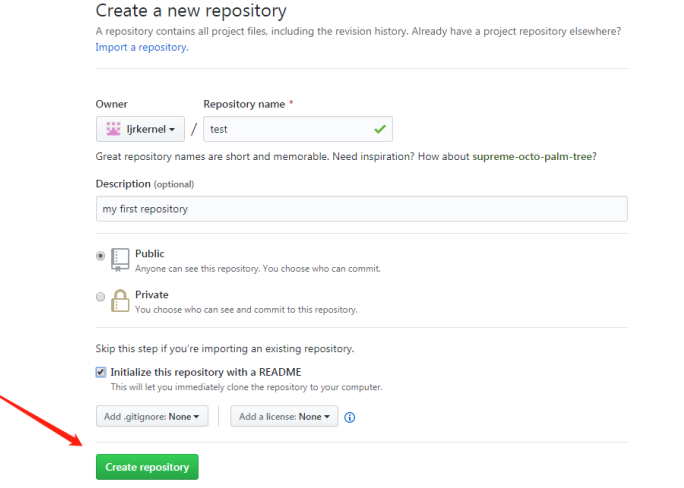 Create a new repository
A repository contains all project files, including the revision history. Already have a project repository elsewhere?
Import a repository.
Owner Repository name *
ljrkernel / test
Great repository names are short and memorable. Need inspiration? How about supreme-octo-palm-tree?
Description (optional)
my first repository
Public
Anyone can see this repository. You choose who can commit.
Private
You choose who can see and commit to this repository.
Skip this step if you're importing an existing repository.
Initialize this repository with a README
This will let you immediately clone the repository to your computer.
Add .gitignore: None Add a license: None
Create repository